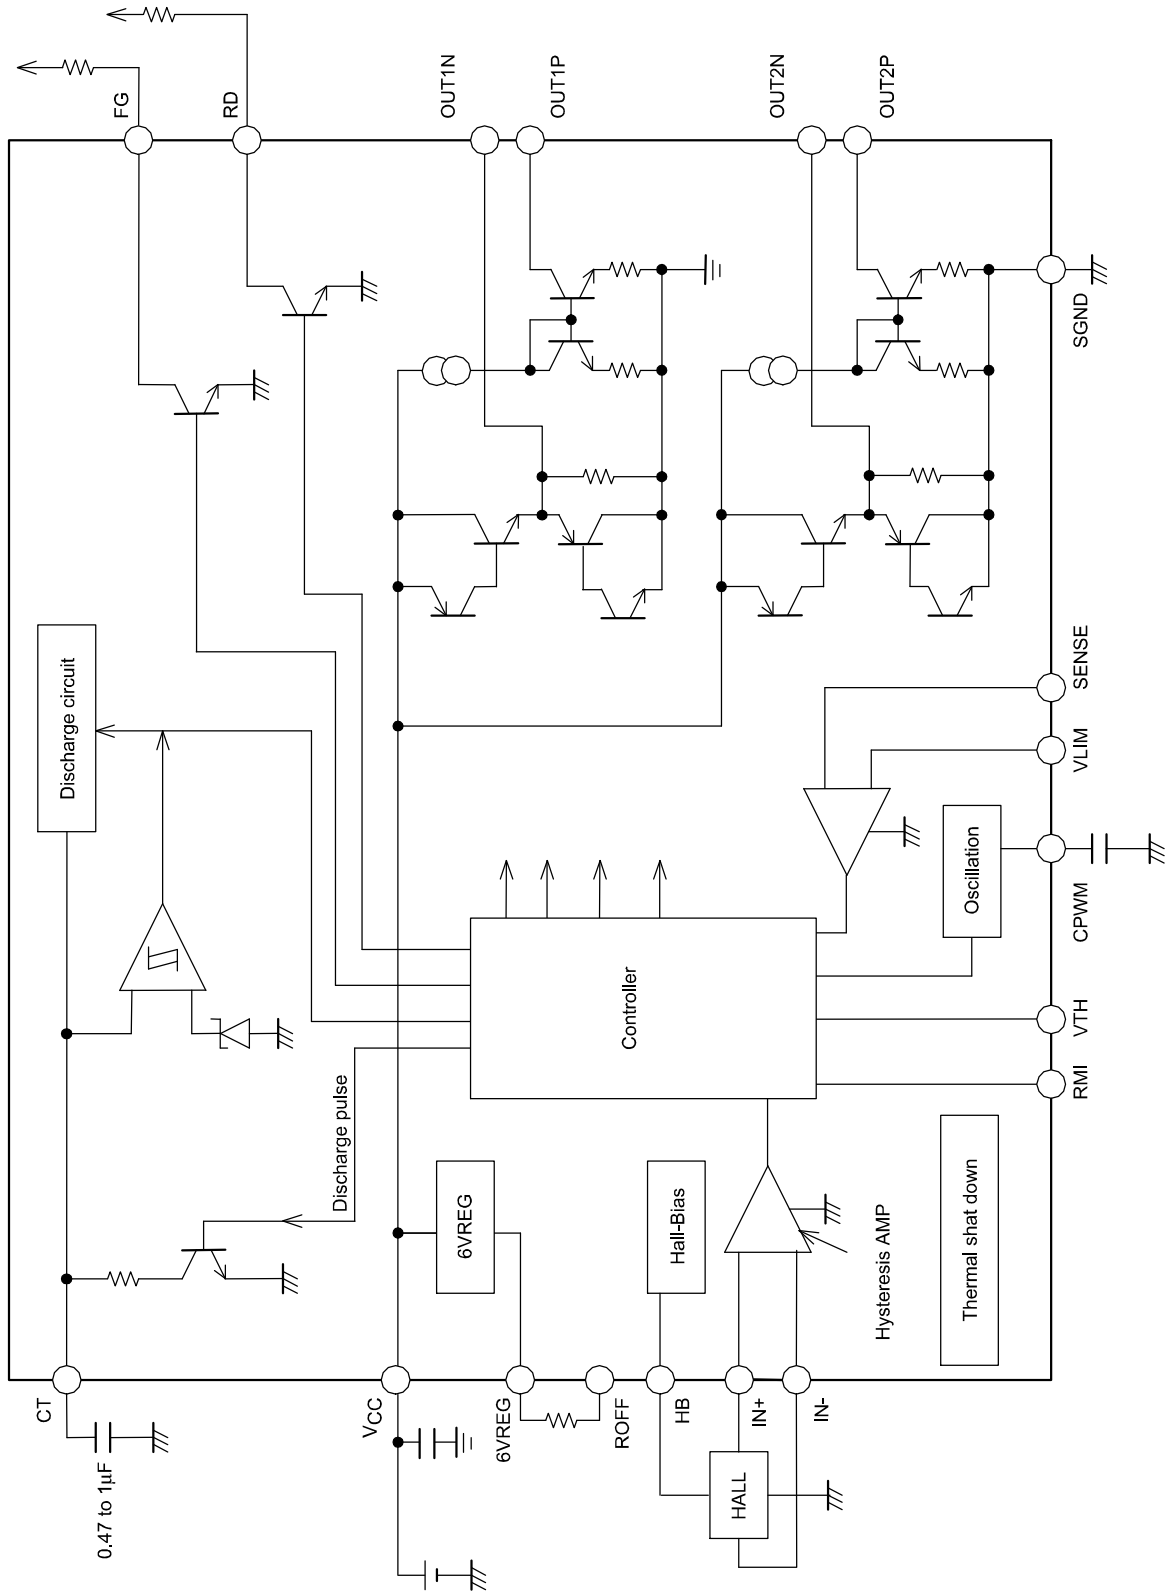 FG
RD
OUT1N
OUT1P
OUT2N
OUT2P
Discharge circuit
SGND
SENSE
VLIM
CPWM
VTH
RMI
Oscillation
Controller
Discharge pulse
6VREG
Hall-Bias
Hysteresis AMP
Thermal shat down
CT
VCC
6VREG
ROFF
HB
IN+
IN-
0.47 to 1μF
HALL